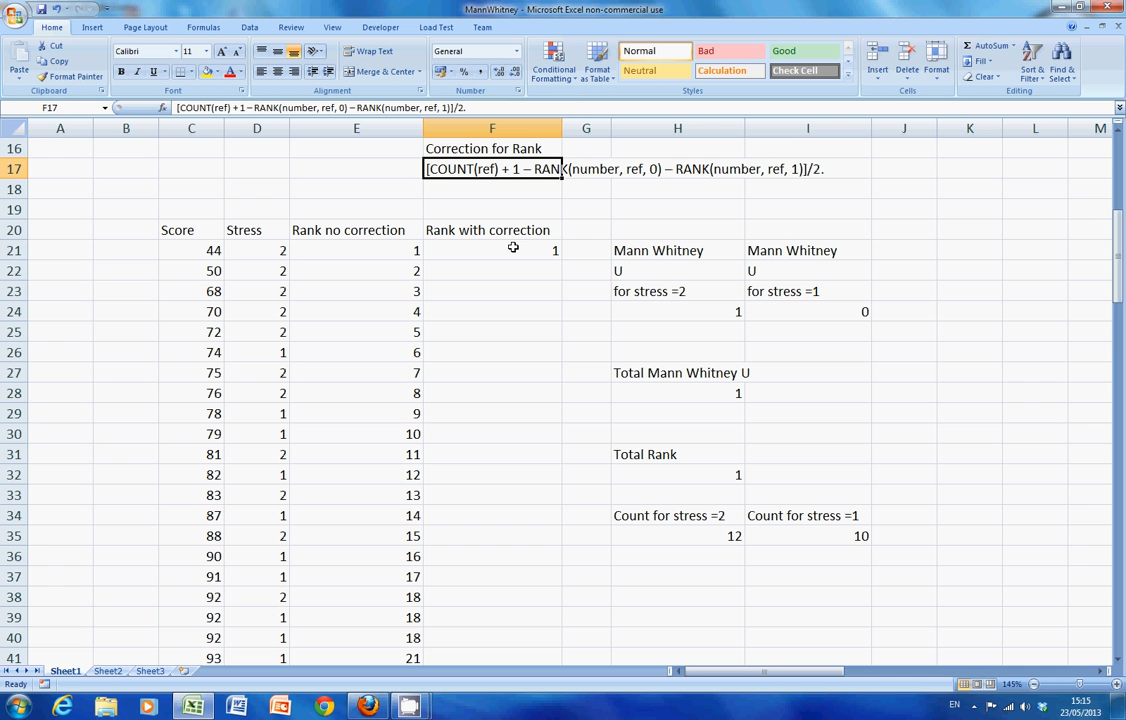 MannWhitney - Microsoft Excel non-commercial use
Home Insert Page Layout Formulas Data Review View Developer Load Test Team
Cut
Copy
Format Painter
Paste
Clipboard
Calibri 11
B I U
Font
Wrap Text
Merge & Center
Alignment
General
Number
Conditional Formatting
Format as Table
Normal Bad Good
Neutral Calculation Check Cell
Styles
Insert Delete Format
Cells
AutoSum
Fill
Clear
Sort & Filter
Find & Select
Editing
F17 fx [COUNT(ref) + 1 – RANK(number, ref, 0) – RANK(number, ref, 1)]/2.
A B C D E F G H I J K L M
16 Correction for Rank
17 [COUNT(ref) + 1 – RANK(number, ref, 0) – RANK(number, ref, 1)]/2.
18
19
20 Score Stress Rank no correction Rank with correction
21 44 2 1 1 Mann Whitney Mann Whitney
22 50 2 2 U U
23 68 2 3 for stress =2 for stress =1
24 70 2 4 1 0
25 72 2 5
26 74 1 6
27 75 2 7 Total Mann Whitney U
28 76 2 8 1
29 78 1 9
30 79 1 10
31 81 2 11 Total Rank
32 82 1 12 1
33 83 2 13
34 87 1 14 Count for stress =2 Count for stress =1
35 88 2 15 12 10
36 90 1 16
37 91 1 17
38 92 2 18
39 92 1 18
40 92 1 18
41 93 1 21
Sheet1 Sheet2 Sheet3
Ready 145%
EN 15:15
23/05/2013